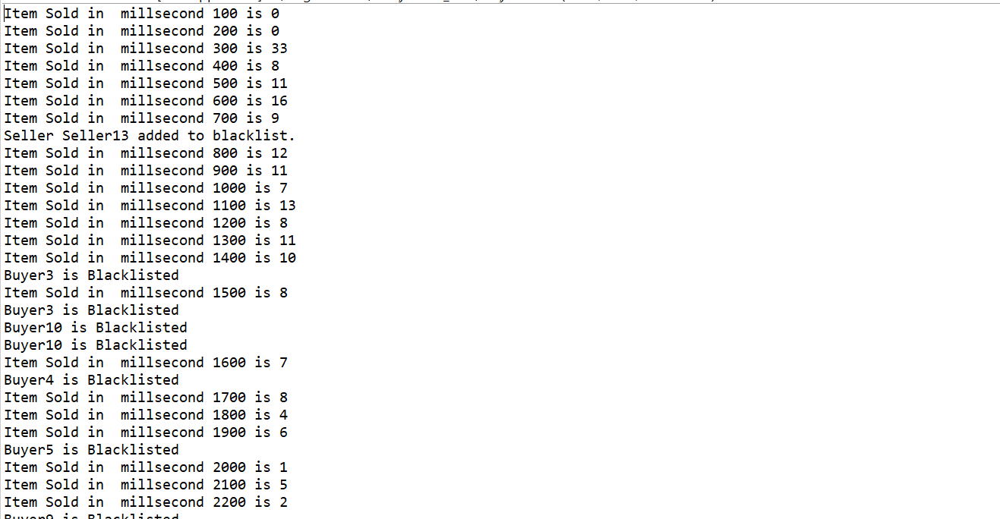 Item Sold in  millsecond 100 is 0
Item Sold in  millsecond 200 is 0
Item Sold in  millsecond 300 is 33
Item Sold in  millsecond 400 is 8
Item Sold in  millsecond 500 is 11
Item Sold in  millsecond 600 is 16
Item Sold in  millsecond 700 is 9
Seller Seller13 added to blacklist.
Item Sold in  millsecond 800 is 12
Item Sold in  millsecond 900 is 11
Item Sold in  millsecond 1000 is 7
Item Sold in  millsecond 1100 is 13
Item Sold in  millsecond 1200 is 8
Item Sold in  millsecond 1300 is 11
Item Sold in  millsecond 1400 is 10
Buyer3 is Blacklisted
Item Sold in  millsecond 1500 is 8
Buyer3 is Blacklisted
Buyer10 is Blacklisted
Buyer10 is Blacklisted
Item Sold in  millsecond 1600 is 7
Buyer4 is Blacklisted
Item Sold in  millsecond 1700 is 8
Item Sold in  millsecond 1800 is 4
Item Sold in  millsecond 1900 is 6
Buyer5 is Blacklisted
Item Sold in  millsecond 2000 is 1
Item Sold in  millsecond 2100 is 5
Item Sold in  millsecond 2200 is 2
Buyer9 is Blacklisted